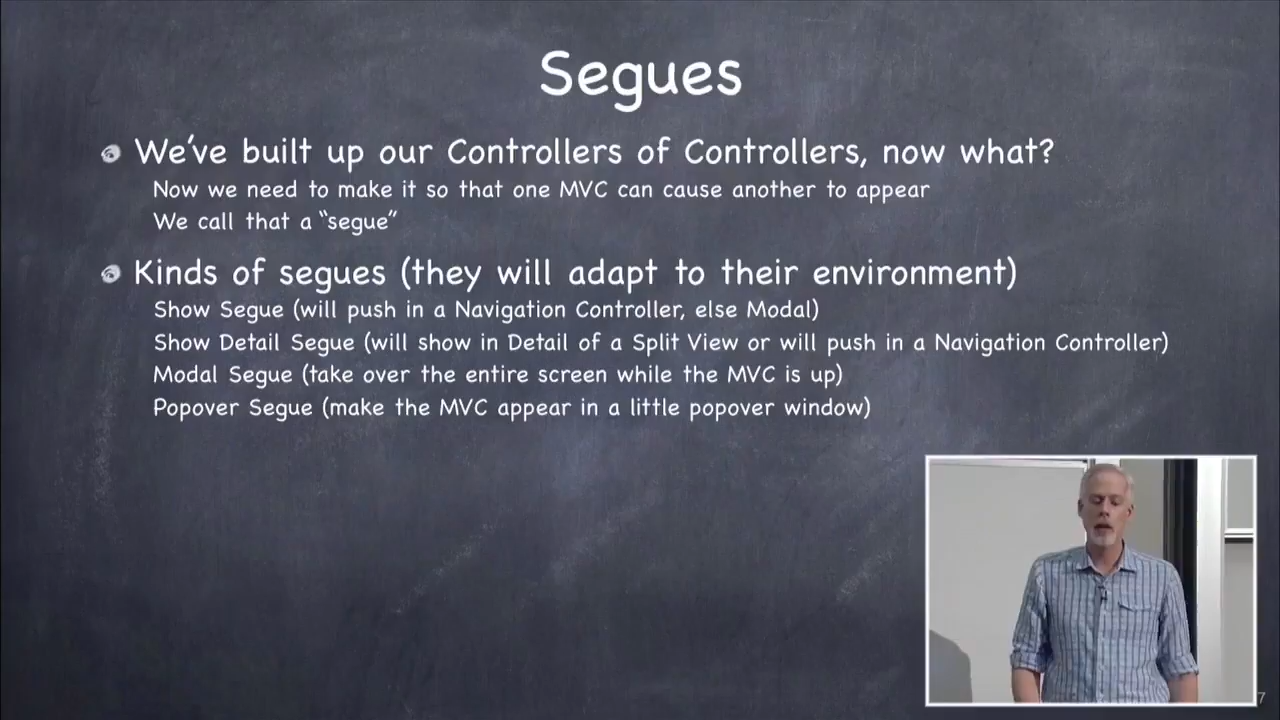 Segues
We've built up our Controllers of Controllers, now what?
Now we need to make it so that one MVC can cause another to appear
We call that a “segue”
Kinds of segues (they will adapt to their environment)
Show Segue (will push in a Navigation Controller, else Modal)
Show Detail Segue (will show in Detail of a Split View or will push in a Navigation Controller)
Modal Segue (take over the entire screen while the MVC is up)
Popover Segue (make the MVC appear in a little popover window)